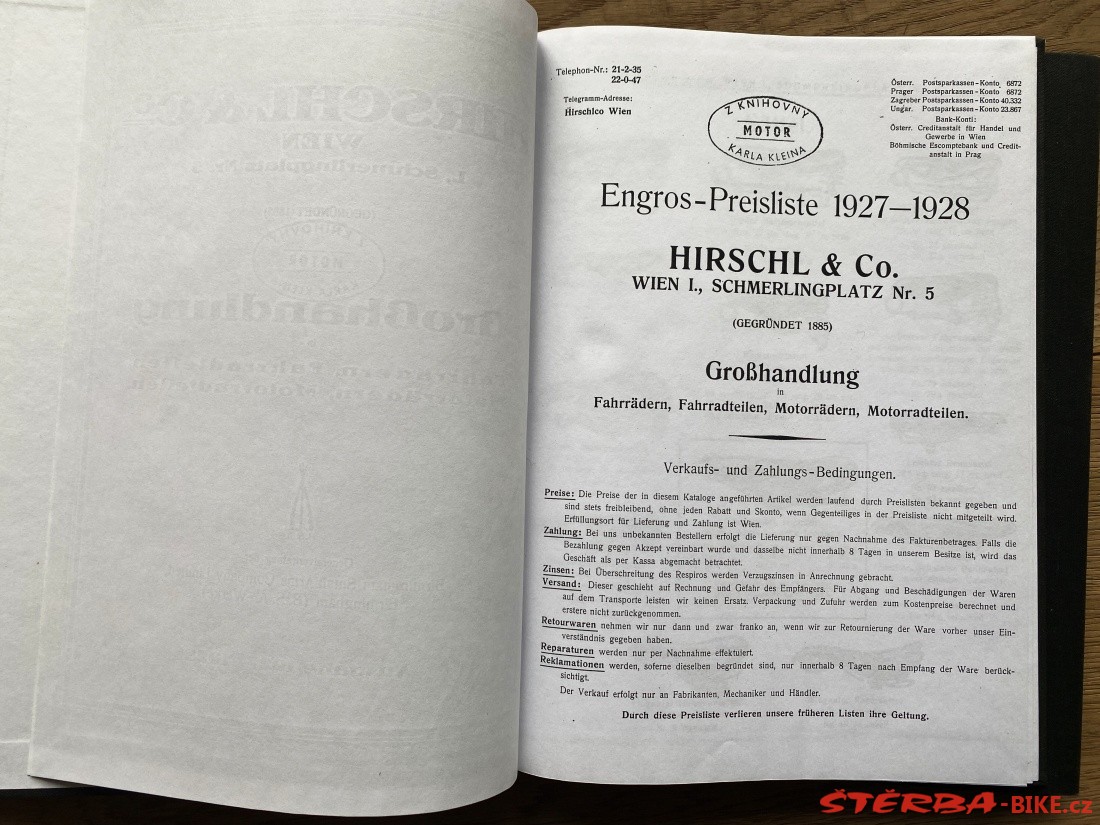 Telephon-Nr.: 21-2-35
22-0-47
Telegramm-Adresse:
Hirschlco Wien
Z KNIHOVNY
MOTOR
KARLA KLEINA
Österr. Postsparkassen-Konto 6872
Prager Postsparkassen-Konto 6872
Zagreber Postsparkassen-Konto 40.332
Ungar. Postsparkassen-Konto 23.867
Bank-Konti:
Österr. Creditanstalt für Handel und
Gewerbe in Wien
Böhmische Escomptebank und Credit-
anstalt in Prag
Engros-Preisliste 1927—1928
HIRSCHL & Co.
WIEN I., SCHMERLINGPLATZ Nr. 5
(GEGRÜNDET 1885)
Großhandlung
in
Fahrrädern, Fahrradteilen, Motorrädern, Motorradteilen.
Verkaufs- und Zahlungs-Bedingungen.
Preise: Die Preise der in diesem Kataloge angeführten Artikel werden laufend durch Preislisten bekannt gegeben und
sind stets freibleibend, ohne jeden Rabatt und Skonto, wenn Gegenteiliges in der Preisliste nicht mitgeteilt wird.
Erfüllungsort für Lieferung und Zahlung ist Wien.
Zahlung: Bei uns unbekannten Bestellern erfolgt die Lieferung nur gegen Nachnahme des Fakturenbetrages. Falls die
Bezahlung gegen Akzept vereinbart wurde und dasselbe nicht innerhalb 8 Tagen in unserem Besitze ist, wird das
Geschäft als per Kassa abgemacht betrachtet.
Zinsen: Bei Überschreitung des Respiros werden Verzugszinsen in Anrechnung gebracht.
Versand: Dieser geschieht auf Rechnung und Gefahr des Empfängers. Für Abgang und Beschädigungen der Waren
auf dem Transporte leisten wir keinen Ersatz. Verpackung und Zufuhr werden zum Kostenpreise berechnet und
erstere nicht zurückgenommen.
Retourwaren nehmen wir nur dann und zwar franko an, wenn wir zur Retournierung der Ware vorher unser Ein-
verständnis gegeben haben.
Reparaturen werden nur per Nachnahme effektuiert.
Reklamationen werden, soferne dieselben begründet sind, nur innerhalb 8 Tagen nach Empfang der Ware berück-
sichtigt.
Der Verkauf erfolgt nur an Fabrikanten, Mechaniker und Händler.
Durch diese Preisliste verlieren unsere früheren Listen ihre Geltung.
ŠTĚRBA-BIKE.cz